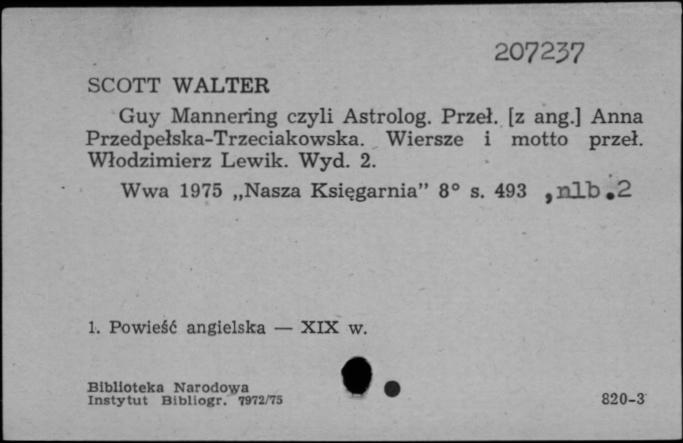 207237
SCOTT WALTER
Guy Mannering czyli Astrolog. Przeł. [z ang.] Anna
Przedpełska-Trzeciakowska. Wiersze i motto przeł.
Włodzimierz Lewik. Wyd. 2.
Wwa 1975 „Nasza Księgarnia” 8° s. 493 , nlb.2
1. Powieść angielska — XIX w.
Biblioteka Narodowa
Instytut Bibliogr. 7972/75
820-3